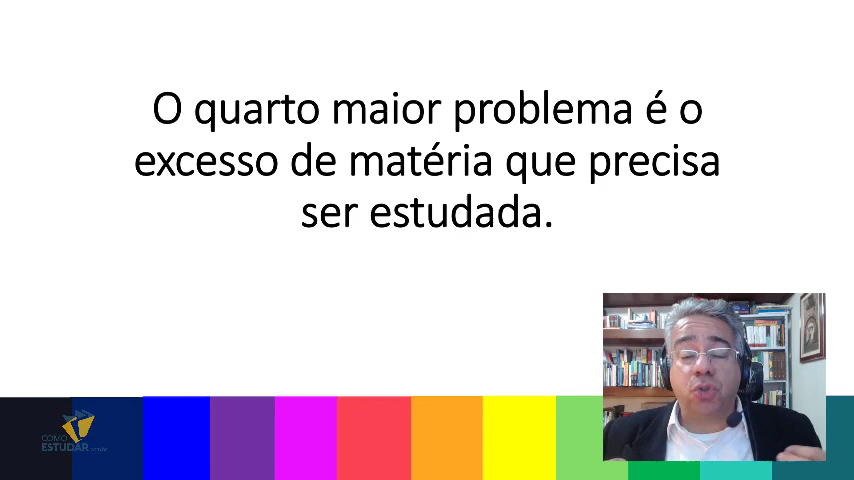 O quarto maior problema é o
excesso de matéria que precisa
ser estudada.
COMO
ESTUDAR